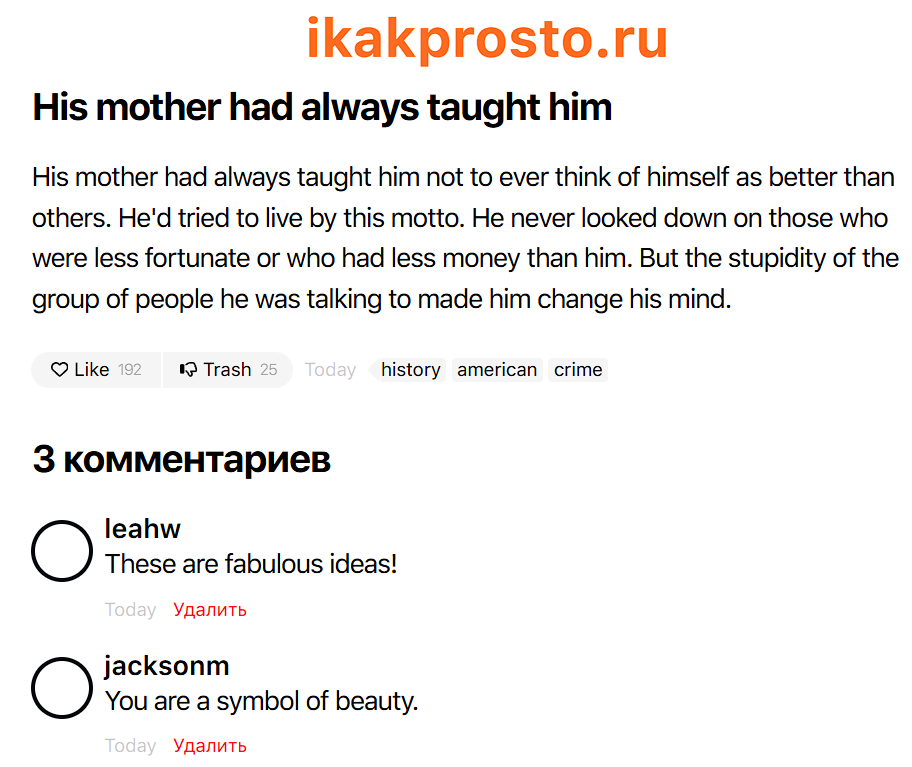 ikakprosto.ru
His mother had always taught him
His mother had always taught him not to ever think of himself as better than
others. He'd tried to live by this motto. He never looked down on those who
were less fortunate or who had less money than him. But the stupidity of the
group of people he was talking to made him change his mind.
Like 192 Trash 25 Today history american crime
3 комментариев
leahw
These are fabulous ideas!
Today Удалить
jacksonm
You are a symbol of beauty.
Today Удалить